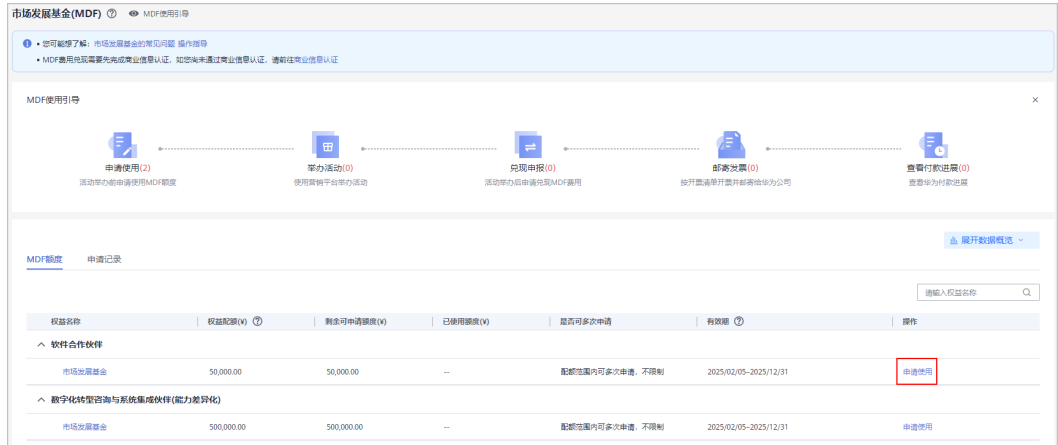 市场发展基金(MDF) MDF使用引导
• 您可能想了解：市场发展基金的常见问题 操作指导
• MDF费用兑现需要先完成商业信息认证，如您尚未通过商业信息认证，请前往商业信息认证
MDF使用引导
申请使用(2) 举办活动(0) 兑现申报(0) 邮寄发票(0) 查看付款进展(0)
活动举办前申请使用MDF额度 使用营销平台举办活动 活动举办后申请兑现MDF费用 按开票清单开票并邮寄给华为公司 查看华为付款进展
展开数据概览
MDF额度 申请记录
请输入权益名称
权益名称 权益配额(¥) 剩余可申请额度(¥) 已使用额度(¥) 是否可多次申请 有效期 操作
软件合作伙伴
市场发展基金 50,000.00 50,000.00 -- 配额范围内可多次申请，不限制 2025/02/05-2025/12/31 申请使用
数字化转型咨询与系统集成伙伴(能力差异化)
市场发展基金 500,000.00 500,000.00 -- 配额范围内可多次申请，不限制 2025/02/05-2025/12/31 申请使用